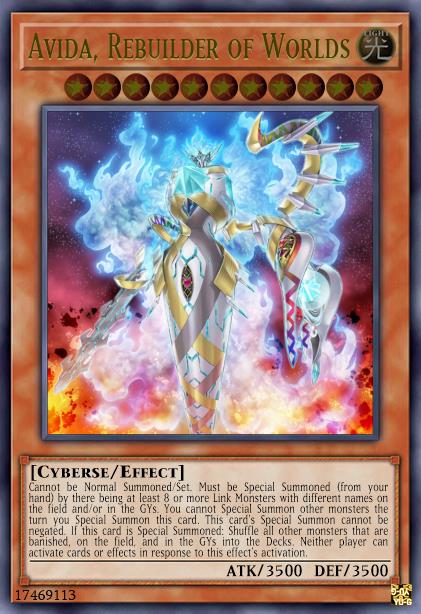 AVIDA, REBUILDER OF WORLDS
LIGHT
光
[CYBERSE/EFFECT]
Cannot be Normal Summoned/Set. Must be Special Summoned (from your
hand) by there being at least 8 or more Link Monsters with different names on
the field and/or in the GYs. You cannot Special Summon other monsters the
turn you Special Summon this card. This card's Special Summon cannot be
negated. If this card is Special Summoned: Shuffle all other monsters that are
banished, on the field, and in the GYs into the Decks. Neither player can
activate cards or effects in response to this effect's activation.
ATK/3500 DEF/3500
17469113